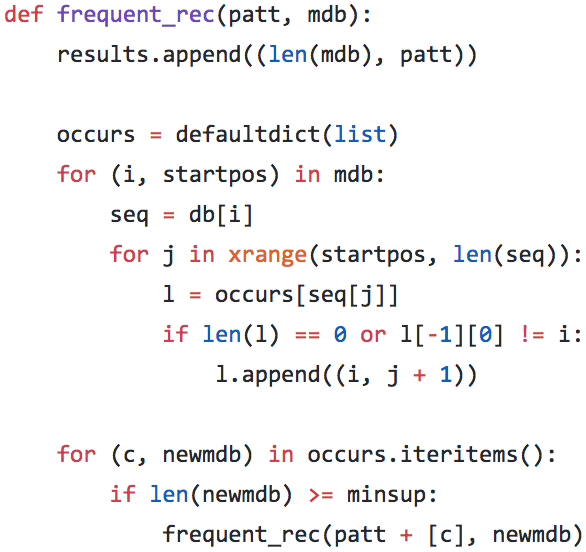 def frequent_rec(patt, mdb):
    results.append((len(mdb), patt))

    occurs = defaultdict(list)
    for (i, startpos) in mdb:
        seq = db[i]
        for j in xrange(startpos, len(seq)):
            l = occurs[seq[j]]
            if len(l) == 0 or l[-1][0] != i:
                l.append((i, j + 1))

    for (c, newmdb) in occurs.iteritems():
        if len(newmdb) >= minsup:
            frequent_rec(patt + [c], newmdb)